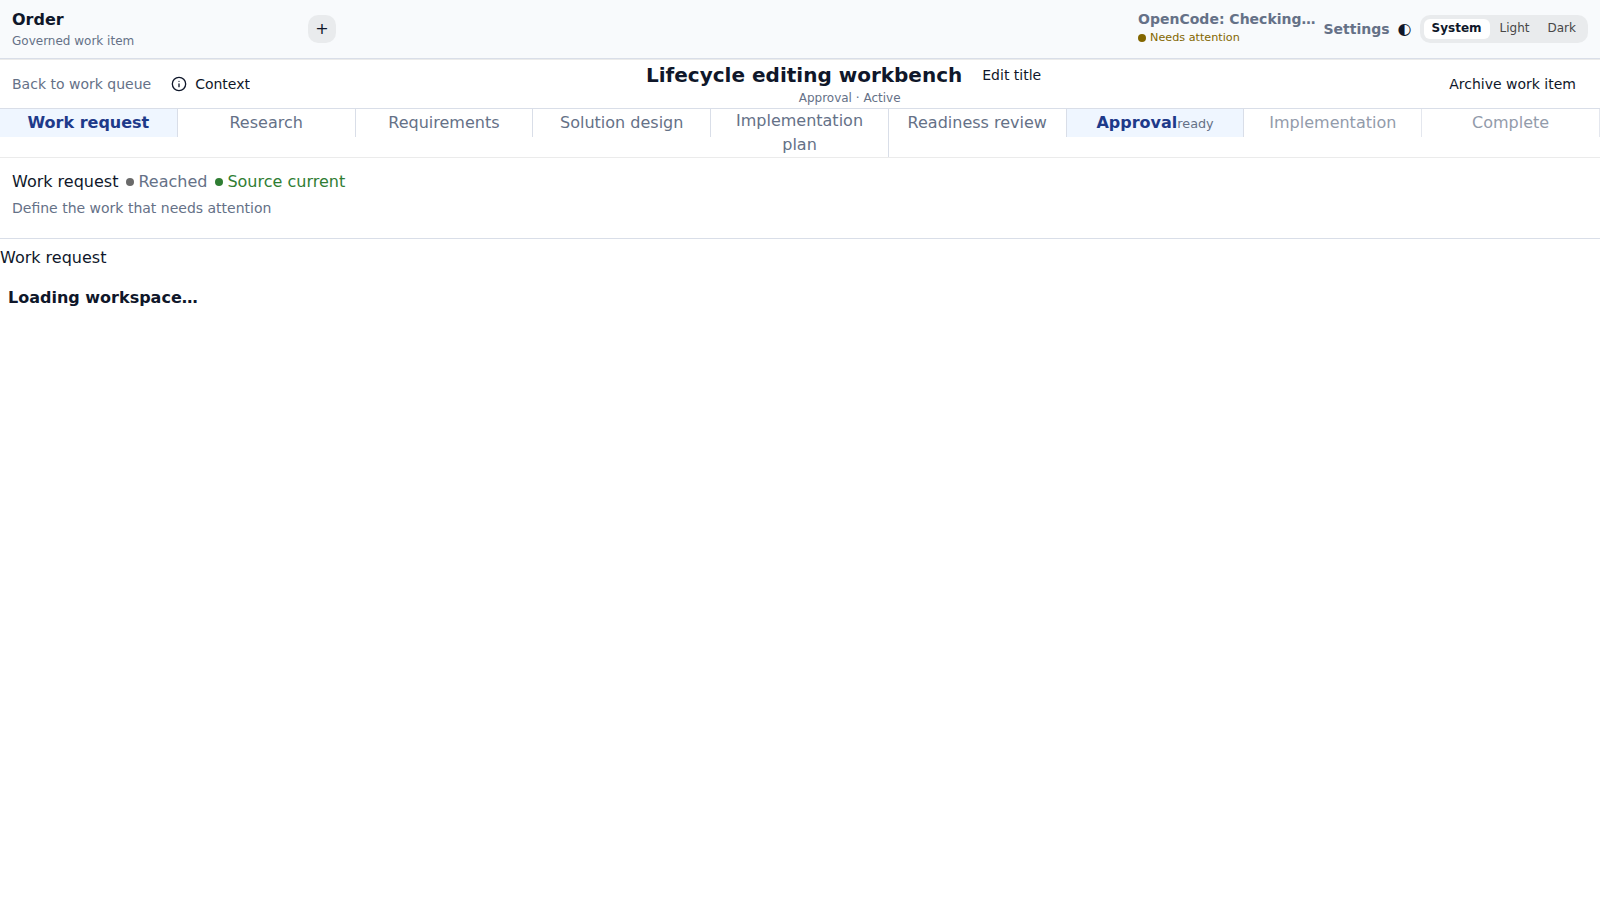 Order
Governed work item
+
OpenCode: Checking…
Needs attention
Settings
System Light Dark
Back to work queue
Context
Lifecycle editing workbench
Edit title
Approval · Active
Archive work item
Work request
Research
Requirements
Solution design
Implementation
plan
Readiness review
Approvalready
Implementation
Complete
Work request Reached Source current
Define the work that needs attention
Work request
Loading workspace…